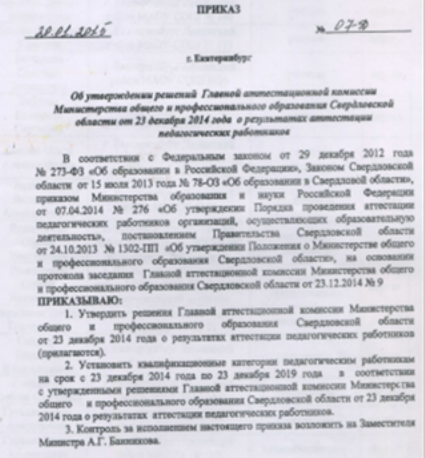 ПРИКАЗ
20.01.2015 № 07-
г. Екатеринбург
Об утверждении решений Главной аттестационной комиссии
Министерства общего и профессионального образования Свердловской
области от 23 декабря 2014 года о результатах аттестации
педагогических работников
В соответствии с Федеральным законом от 29 декабря 2012 года
№ 273-ФЗ «Об образовании в Российской Федерации», Законом Свердловской
области от 15 июля 2013 года № 78-ОЗ «Об образовании в Свердловой области»,
приказом Министерства образования и науки Российской Федерации
от 07.04.2014 № 276 «Об утверждении Порядка проведения аттестации
педагогических работников организаций, осуществляющих образовательную
деятельность», постановлением Правительства Свердловской области
от 24.10.2013 № 1302-ПП «Об утверждении Положения о Министерстве общего
и профессионального образования Свердловской области», на основании
протокола заседания Главной аттестационной комиссии Министерства общего
и профессионального образования Свердловской области от 23.12.2014 № 9
ПРИКАЗЫВАЮ:
1. Утвердить решения Главной аттестационной комиссии Министерства
общего и профессионального образования Свердловской области
от 23 декабря 2014 года о результатах аттестации педагогических работников
(прилагаются).
2. Установить квалификационные категории педагогическим работникам
на срок с 23 декабря 2014 года по 23 декабря 2019 года в соответствии
с утвержденными решениями Главной аттестационной комиссии Министерства
общего и профессионального образования Свердловской области от 23 декабря
2014 года о результатах аттестации педагогических работников.
3. Контроль за исполнением настоящего приказа возложить на Заместителя
Министра А.Г. Банникова.